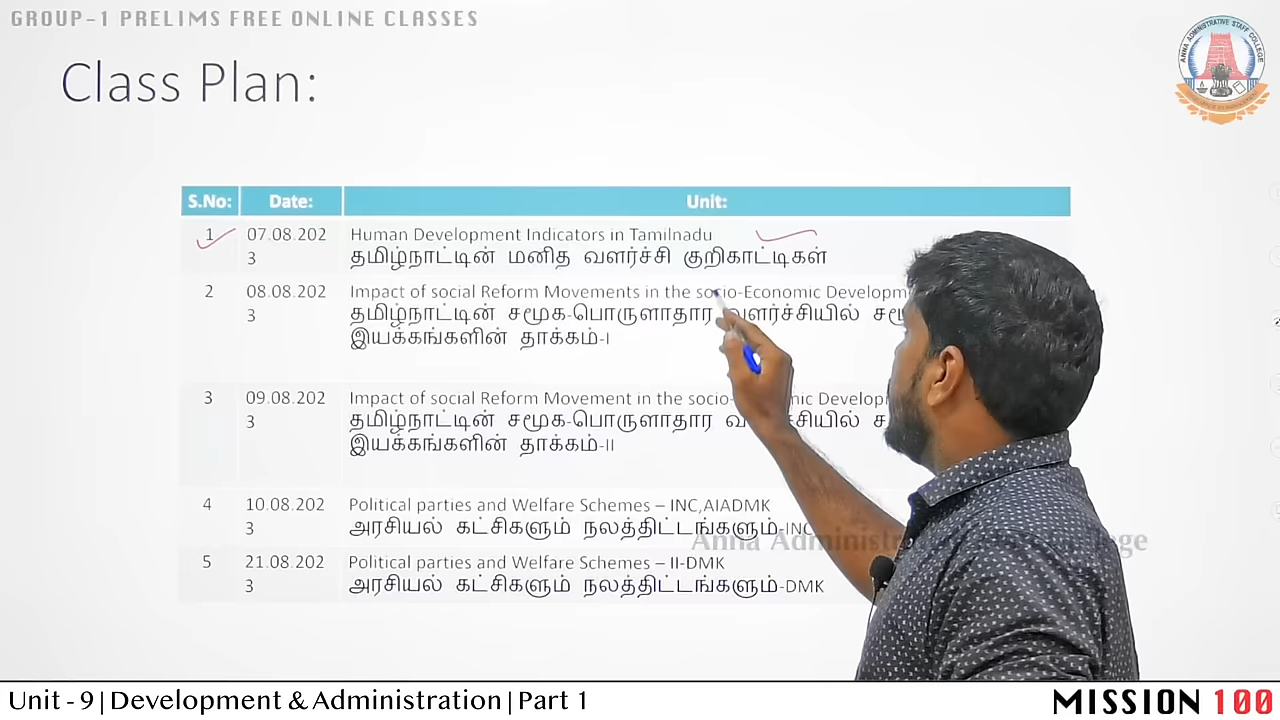 GROUP-1 PRELIMS FREE ONLINE CLASSES
ANNA ADMINISTRATIVE STAFF COLLEGE
Class Plan:
S.No: Date: Unit:
1 07.08.202 Human Development Indicators in Tamilnadu
3 தமிழ்நாட்டின் மனித வளர்ச்சி குறிகாட்டிகள்
2 08.08.202 Impact of social Reform Movements in the socio-Economic
3 தமிழ்நாட்டின் சமூக-பொருளாதார வளர்ச்சியில்
இயக்கங்களின் தாக்கம்-I
3 09.08.202 Impact of social Reform Movement in the
3 தமிழ்நாட்டின் சமூக-பொருளாதார
இயக்கங்களின் தாக்கம்-II
4 10.08.202 Political parties and Welfare Schemes – INC,AIADMK
3 அரசியல் கட்சிகளும் நலத்திட்டங்களும்-INC
Anna
5 21.08.202 Political parties and Welfare Schemes – II-DMK
3 அரசியல் கட்சிகளும் நலத்திட்டங்களும்-DMK
Unit - 9|Development & Administration|Part 1
MISSION 100